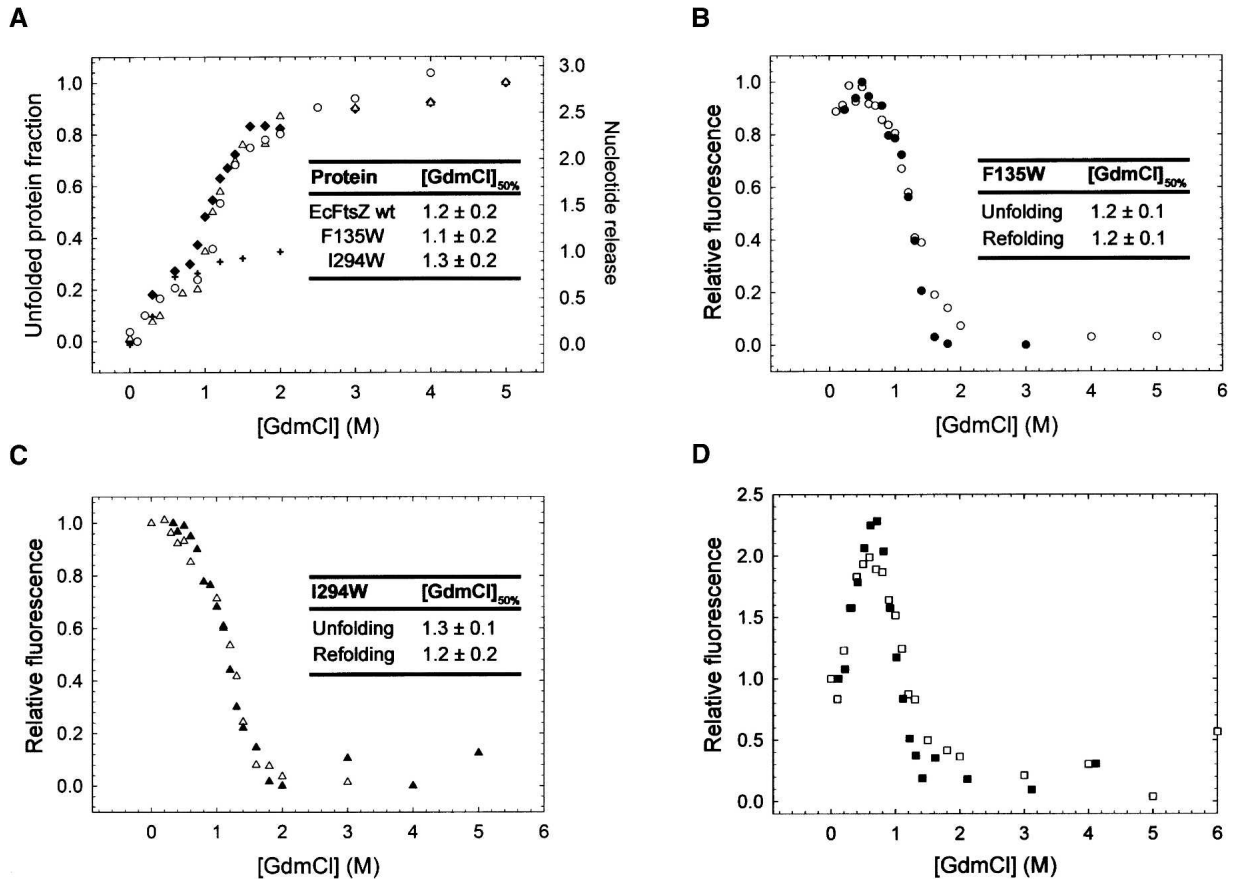 A
Unfolded protein fraction
1.0
0.8
0.6
0.4
0.2
0.0
3.0
2.5
2.0
1.5
1.0
0.5
0.0
Nucleotide release
Protein [GdmCl]50%
EcFtsZ wt 1.2 ± 0.2
F135W 1.1 ± 0.2
I294W 1.3 ± 0.2
0 1 2 3 4 5
[GdmCl] (M)
B
Relative fluorescence
1.0
0.8
0.6
0.4
0.2
0.0
F135W [GdmCl]50%
Unfolding 1.2 ± 0.1
Refolding 1.2 ± 0.1
0 1 2 3 4 5 6
[GdmCl] (M)
C
Relative fluorescence
1.0
0.8
0.6
0.4
0.2
0.0
I294W [GdmCl]50%
Unfolding 1.3 ± 0.1
Refolding 1.2 ± 0.2
0 1 2 3 4 5 6
[GdmCl] (M)
D
Relative fluorescence
2.5
2.0
1.5
1.0
0.5
0.0
0 1 2 3 4 5 6
[GdmCl] (M)